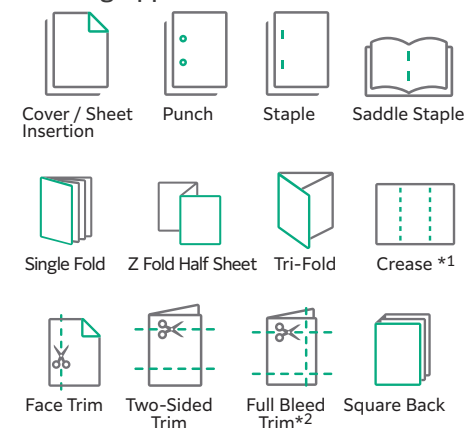 Cover / Sheet
Insertion
Punch
Staple
Saddle Staple
Single Fold
Z Fold Half Sheet
Tri-Fold
Crease *1
Face Trim
Two-Sided
Trim
Full Bleed
Trim*2
Square Back